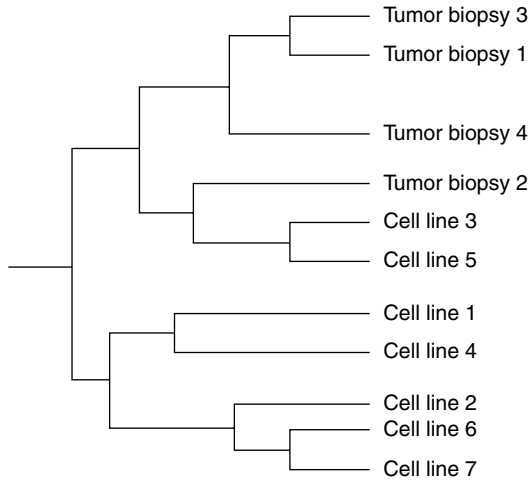 Tumor biopsy 3
Tumor biopsy 1
Tumor biopsy 4
Tumor biopsy 2
Cell line 3
Cell line 5
Cell line 1
Cell line 4
Cell line 2
Cell line 6
Cell line 7